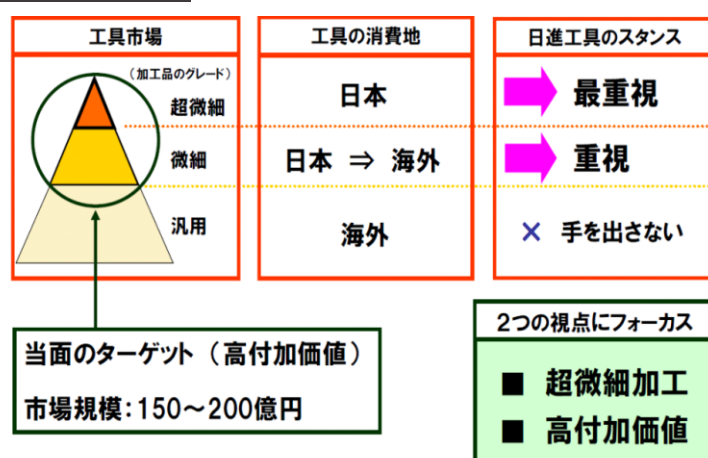 工具市場
(加工品のグレード)
超微細
微細
汎用
工具の消費地
日本
日本 ⇒ 海外
海外
日進工具のスタンス
最重視
重視
× 手を出さない
当面のターゲット(高付加価値)
市場規模:150~200億円
2つの視点にフォーカス
■ 超微細加工
■ 高付加価値